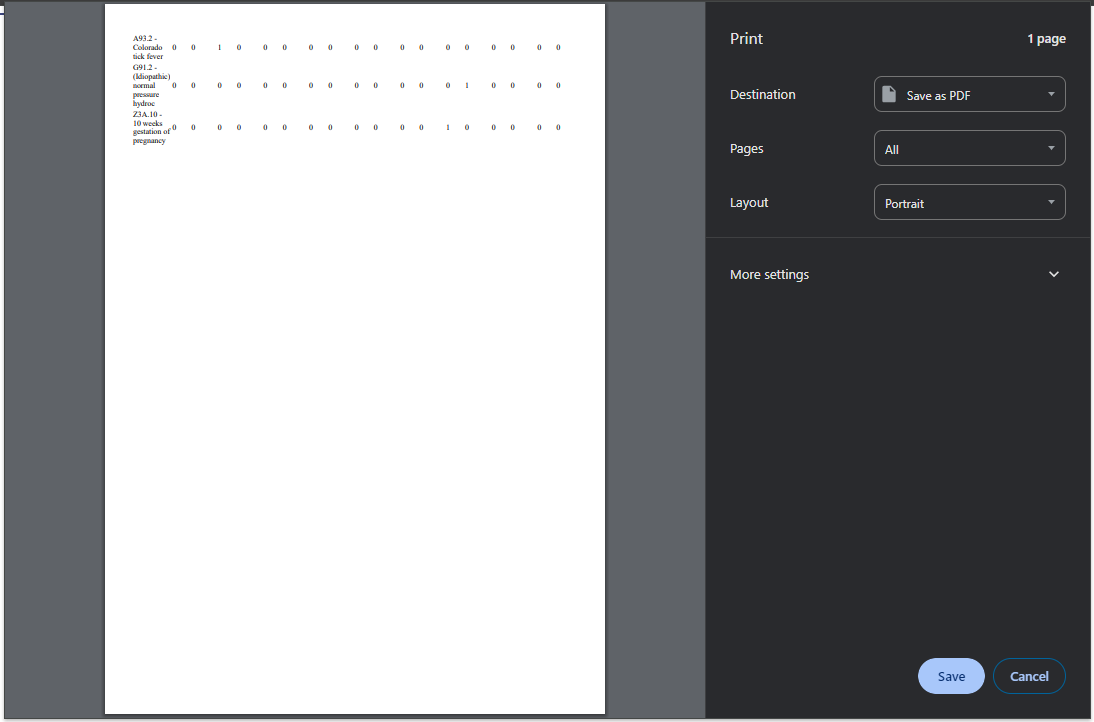 A93.2 -
Colorado 0 0 1 0 0 0 0 0 0 0 0 0 0 0 0 0 0 0
tick fever
G91.2 -
(Idiopathic)
normal 0 0 0 0 0 0 0 0 0 0 0 0 0 1 0 0 0 0
pressure
hydroc
Z3A.10 -
10 weeks
gestation of 0 0 0 0 0 0 0 0 0 0 0 0 1 0 0 0 0 0
pregnancy
Print 1 page
Destination Save as PDF
Pages All
Layout Portrait
More settings
Save Cancel